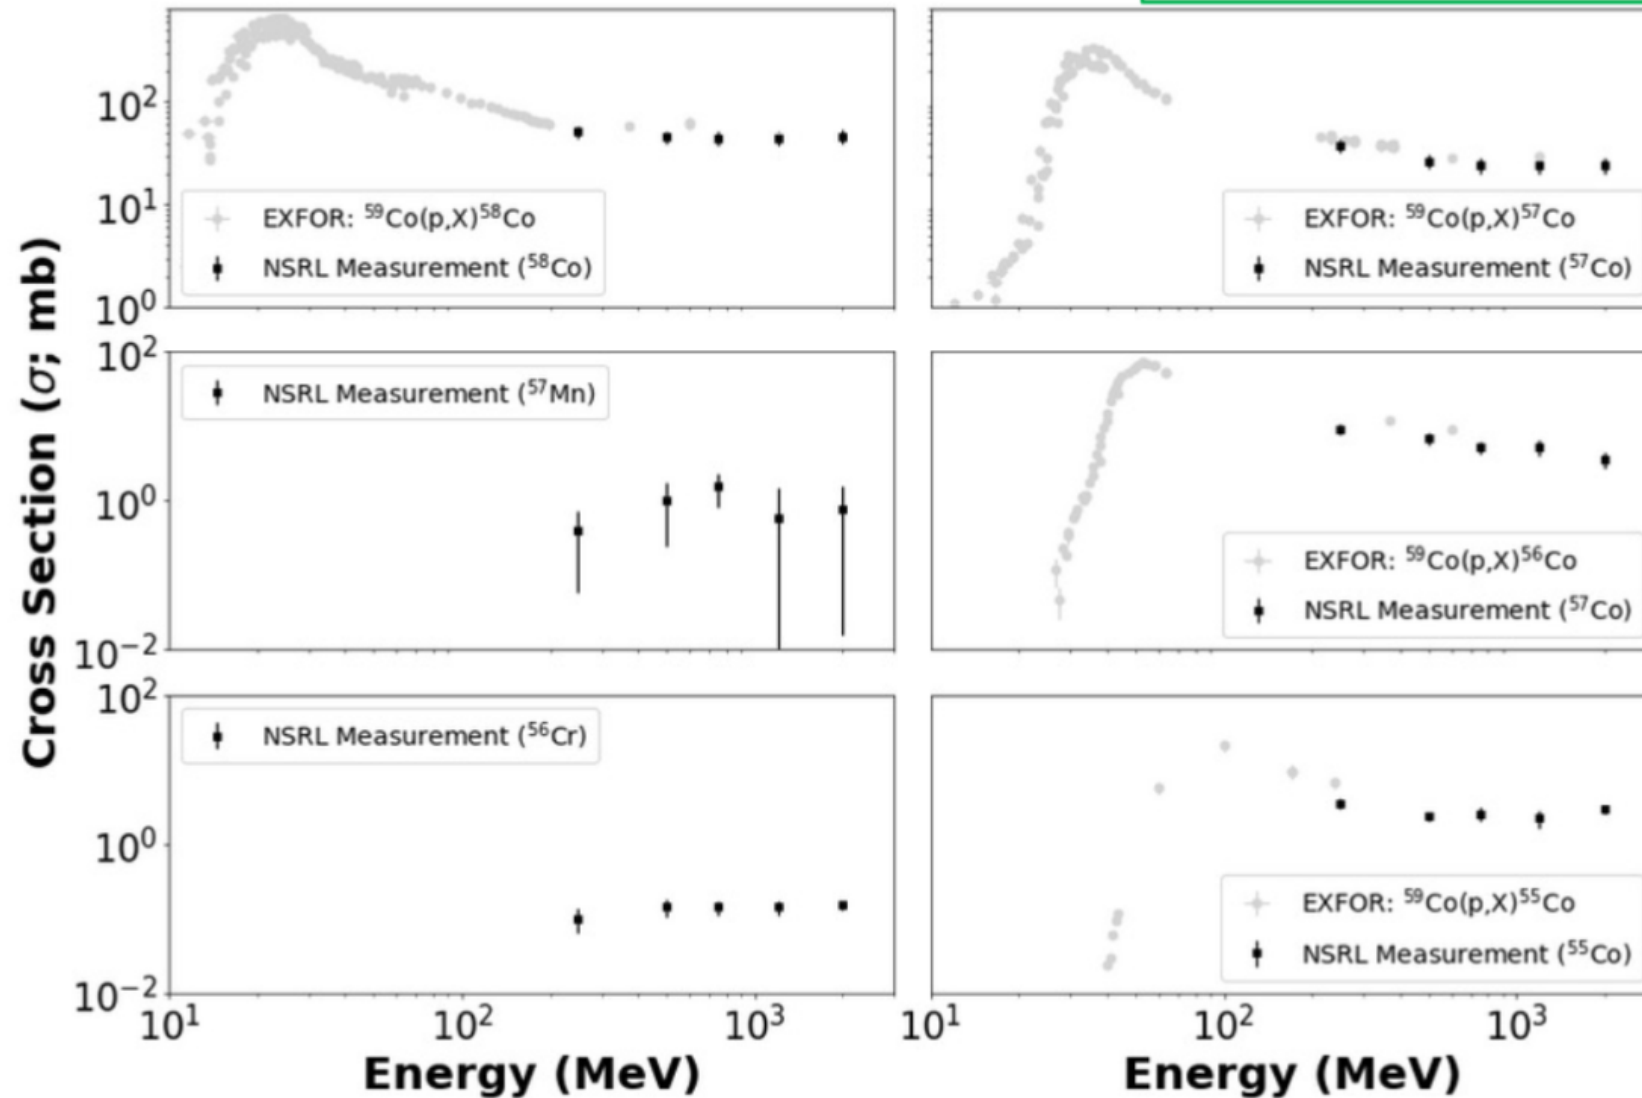 Cross Section (σ; mb)
10²
10¹
10⁰
EXFOR: ⁵⁹Co(p,X)⁵⁸Co
NSRL Measurement (⁵⁸Co)
EXFOR: ⁵⁹Co(p,X)⁵⁷Co
NSRL Measurement (⁵⁷Co)
10²
10⁰
10⁻²
NSRL Measurement (⁵⁷Mn)
EXFOR: ⁵⁹Co(p,X)⁵⁶Co
NSRL Measurement (⁵⁷Co)
10²
10⁰
10⁻²
NSRL Measurement (⁵⁶Cr)
EXFOR: ⁵⁹Co(p,X)⁵⁵Co
NSRL Measurement (⁵⁵Co)
10¹ 10² 10³
10¹ 10² 10³
Energy (MeV)
Energy (MeV)